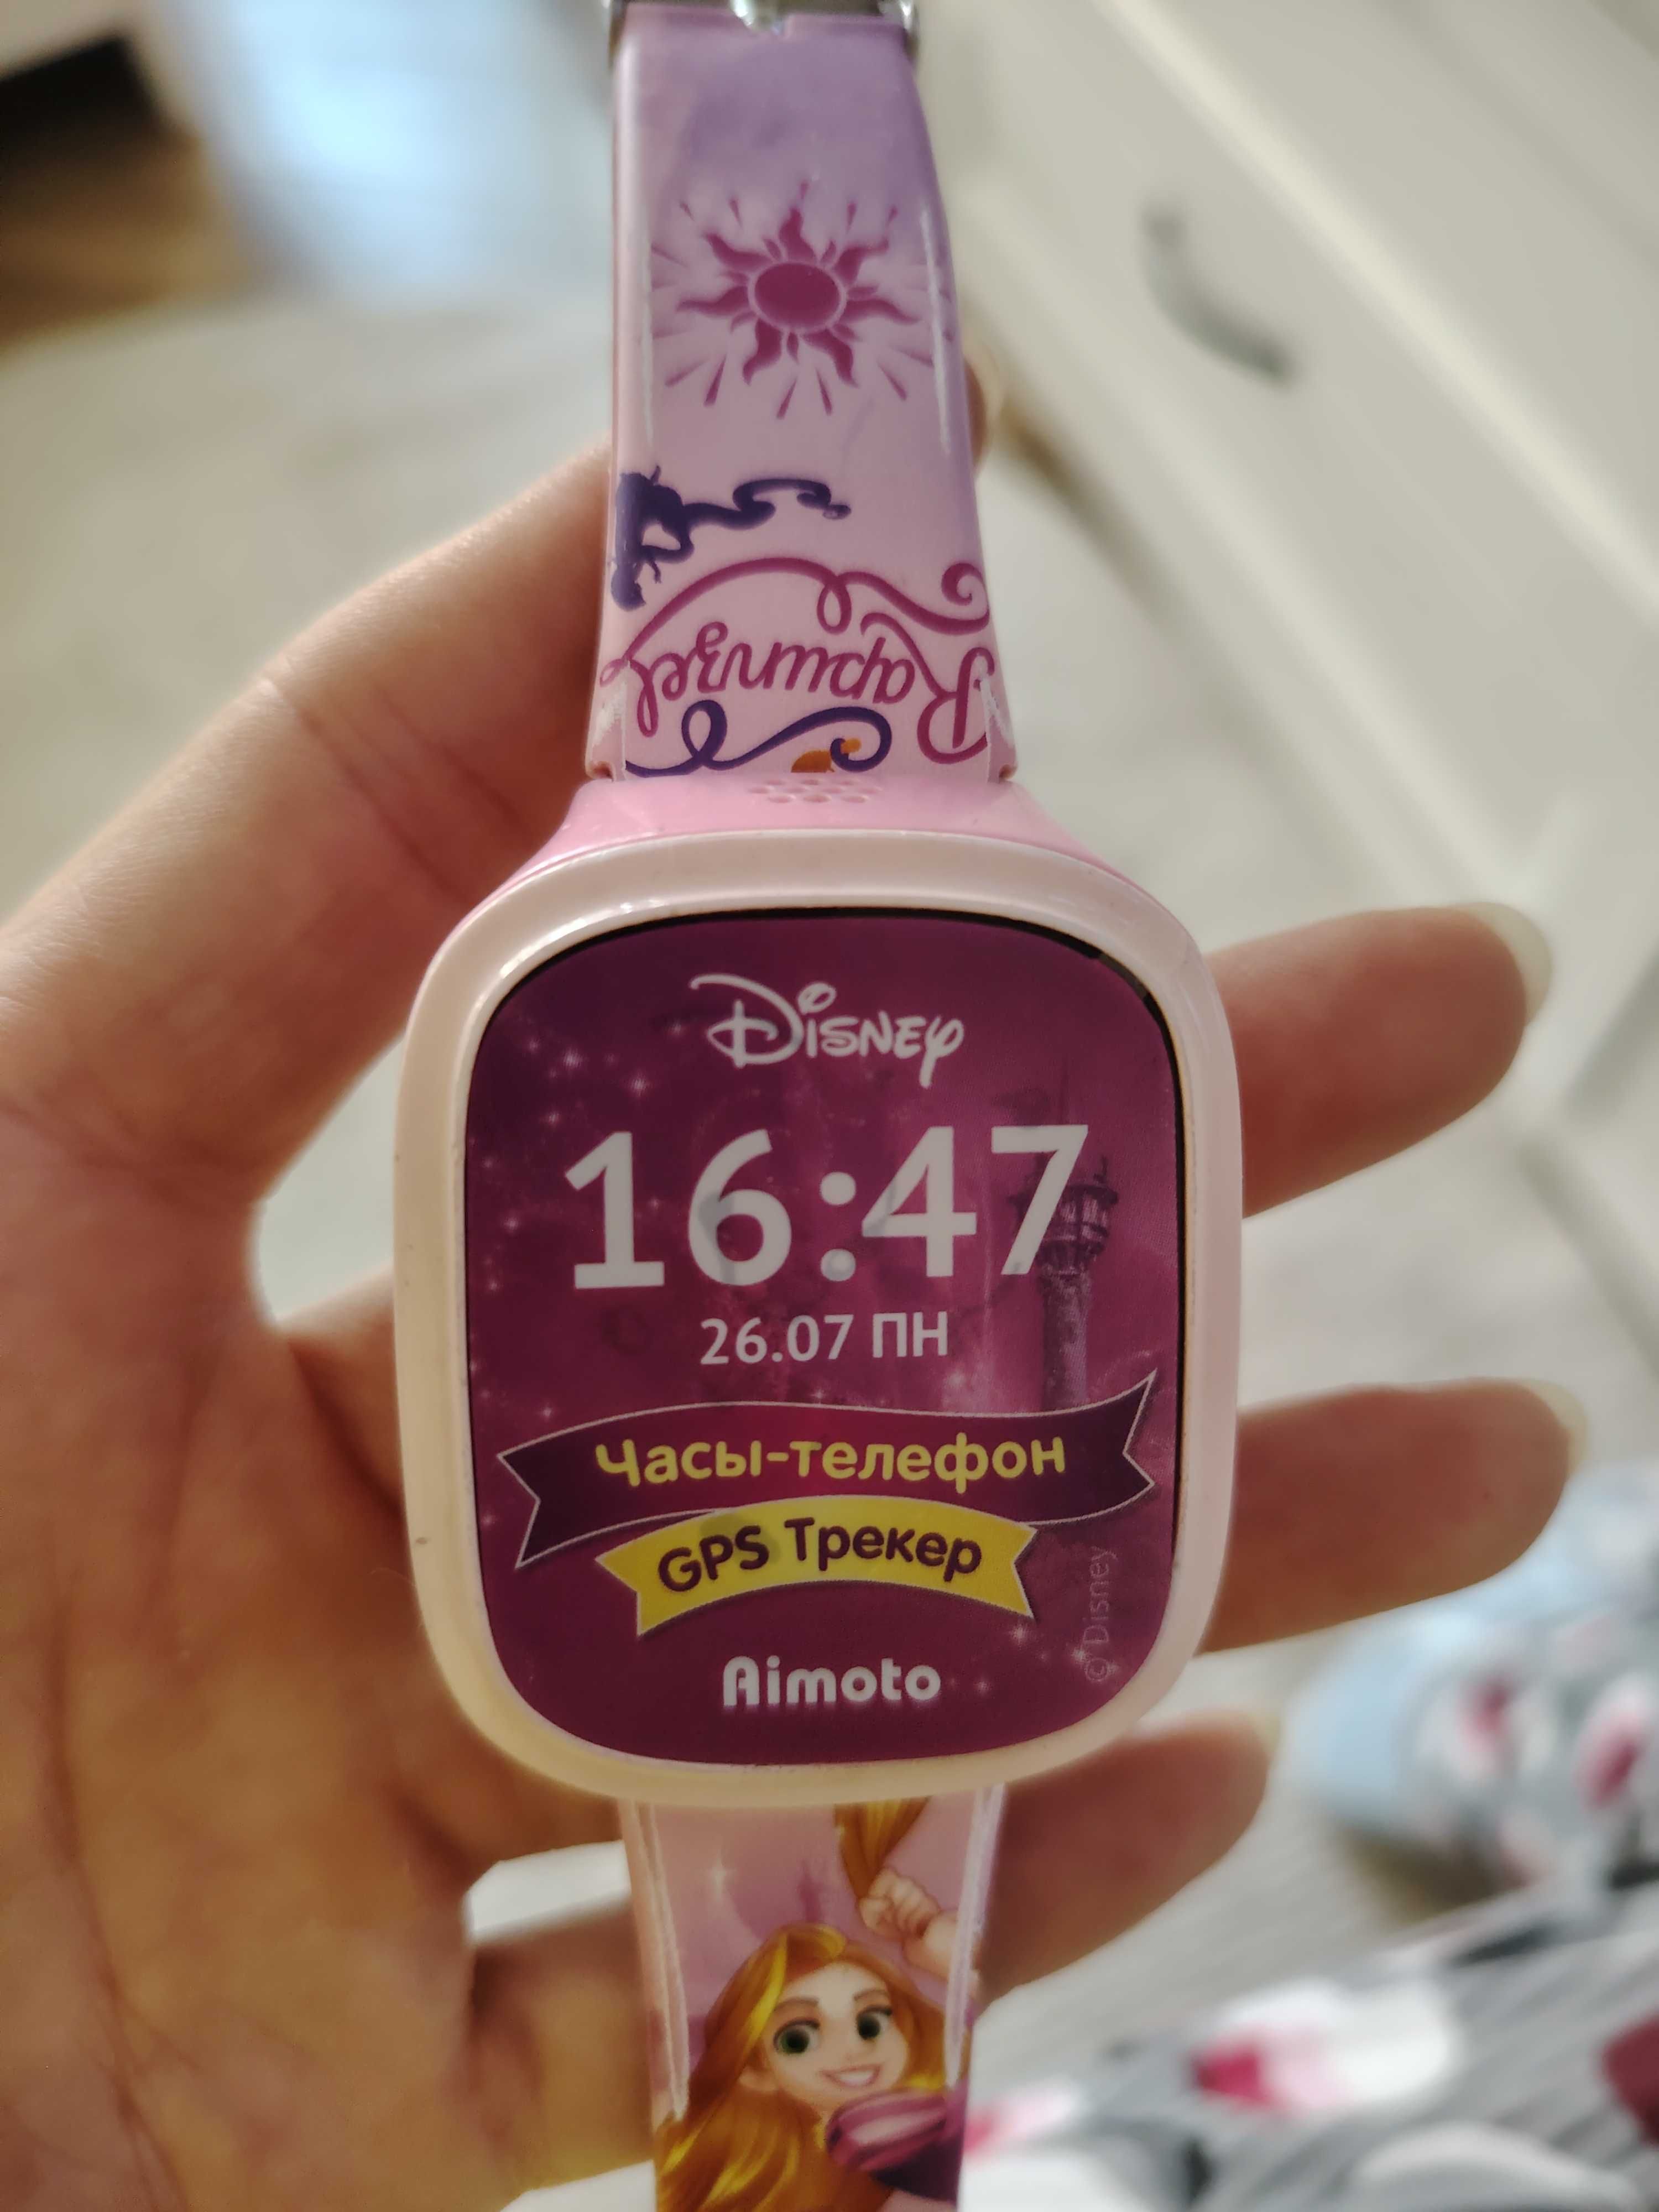 Rapunzel
Disney
16:47
26.07 ПН
Часы-телефон
GPS Трекер
Aimoto
© Disney